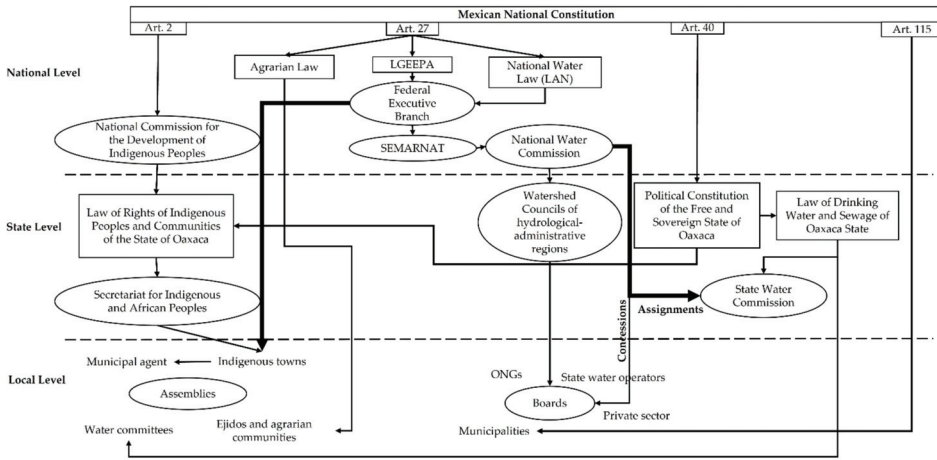 Mexican National Constitution
Art. 2
Art. 27
Art. 40
Art. 115
National Level
Agrarian Law
LGEEPA
National Water
Law (LAN)
Federal
Executive
Branch
National Commission for
the Development of
Indigenous Peoples
SEMARNAT
National Water
Commission
State Level
Law of Rights of Indigenous
Peoples and Communities
of the State of Oaxaca
Watershed
Councils of
hydrological-
administrative
regions
Political Constitution
of the Free and
Sovereign State of
Oaxaca
Law of Drinking
Water and Sewage of
Oaxaca State
Secretariat for Indigenous
and African Peoples
State Water
Commission
Assignments
Concessions
Local Level
Municipal agent
Indigenous towns
Assemblies
ONGs
State water operators
Boards
Private sector
Water committees
Ejidos and agrarian
communities
Municipalities